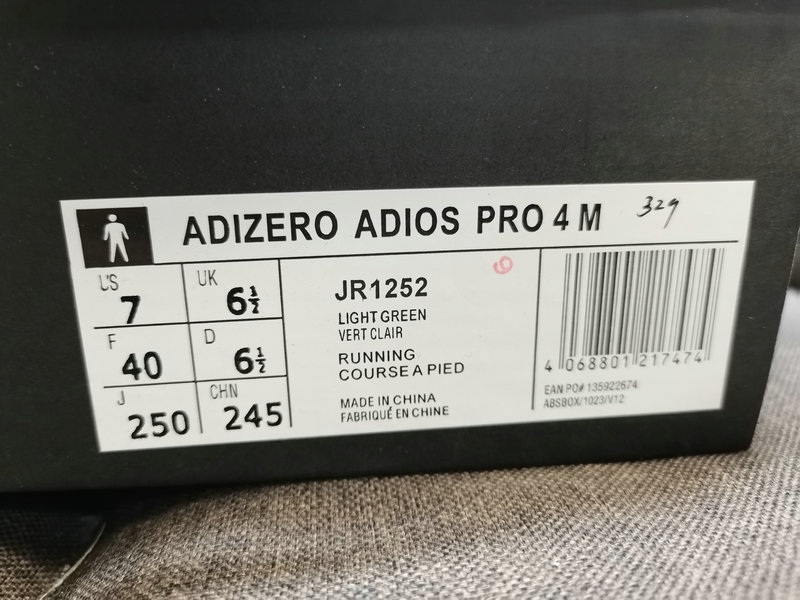 ADIZERO ADIOS PRO 4 M 329
L'S 7 UK 6½
F 40 D 6½
J 250 CHN 245
JR1252
LIGHT GREEN
VERT CLAIR
RUNNING
COURSE A PIED
MADE IN CHINA
FABRIQUÉ EN CHINE
4 068801 217474
EAN PO# 135922674
ABSBOX/1023/V12